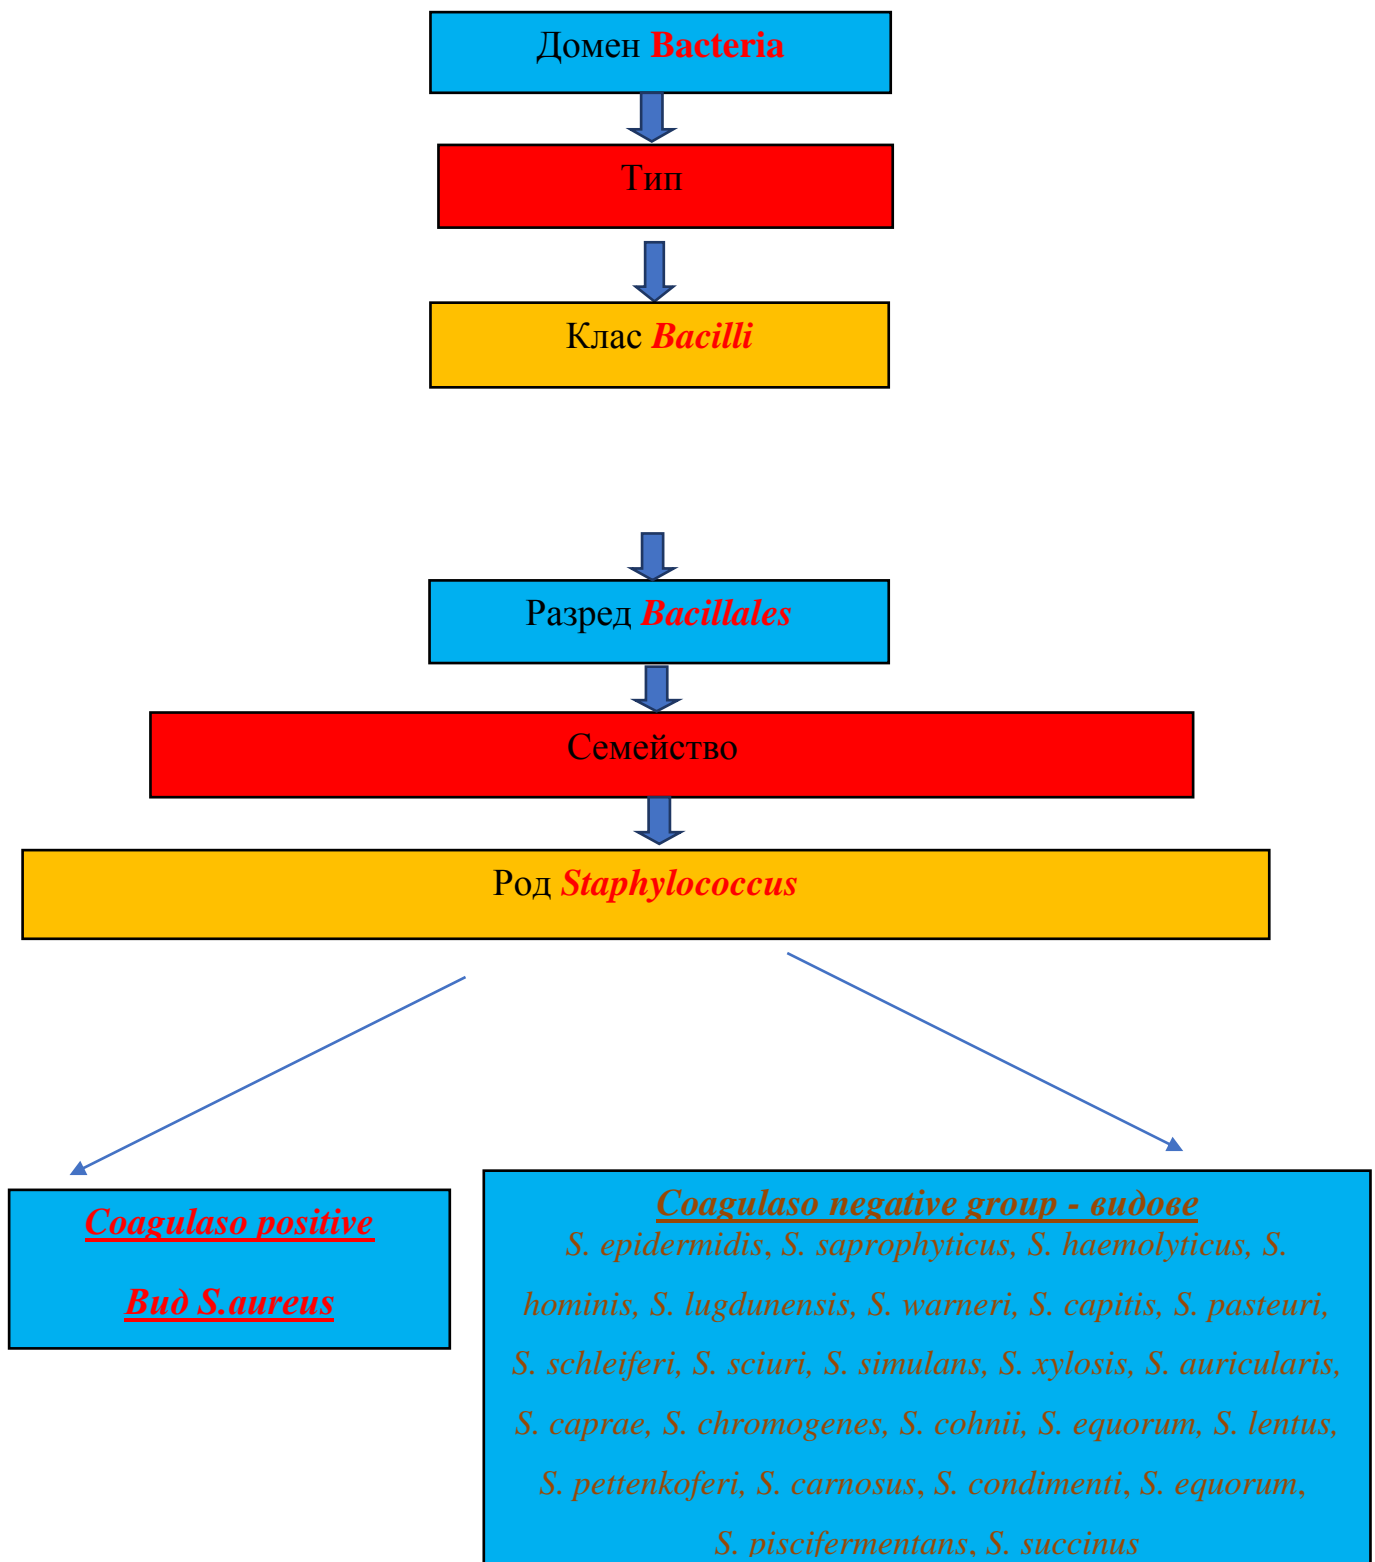 Домен Bacteria
Тип
Клас Bacilli
Разред Bacillales
Семейство
Род Staphylococcus
Coagulaso positive
Вид S.aureus
Coagulaso negative group - видове
S. epidermidis, S. saprophyticus, S. haemolyticus, S.
hominis, S. lugdunensis, S. warneri, S. capitis, S. pasteuri,
S. schleiferi, S. sciuri, S. simulans, S. xylosis, S. auricularis,
S. caprae, S. chromogenes, S. cohnii, S. equorum, S. lentus,
S. pettenkoferi, S. carnosus, S. condimenti, S. equorum,
S. piscifermentans, S. succinus